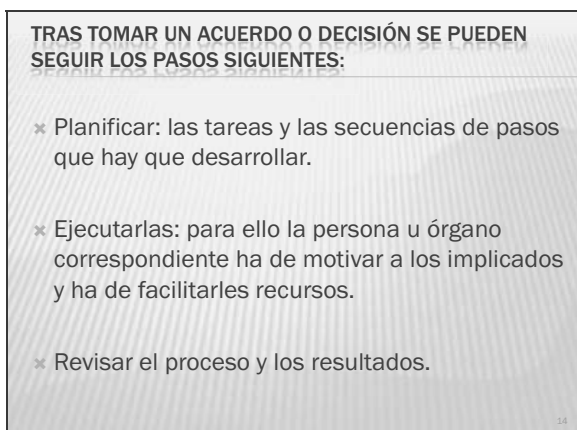 TRAS TOMAR UN ACUERDO O DECISIÓN SE PUEDEN
SEGUIR LOS PASOS SIGUIENTES:
Planificar: las tareas y las secuencias de pasos
que hay que desarrollar.
Ejecutarlas: para ello la persona u órgano
correspondiente ha de motivar a los implicados
y ha de facilitarles recursos.
Revisar el proceso y los resultados.
14